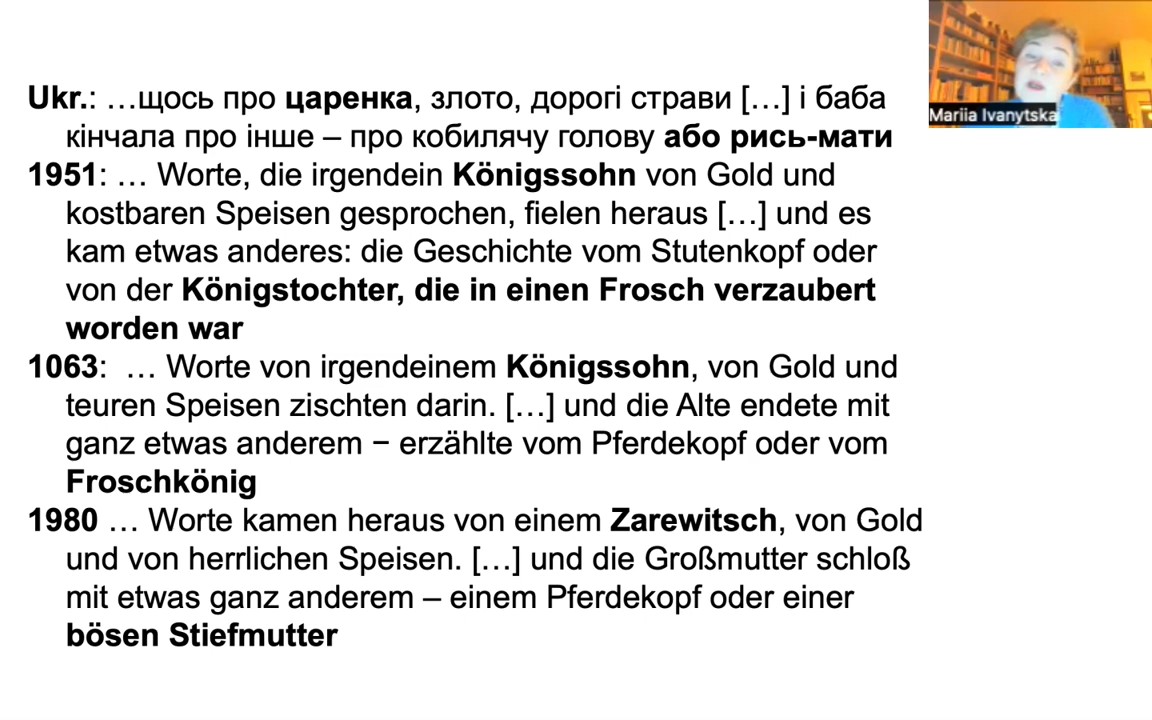 Ukr.: …щось про царенка, злото, дорогі страви […] і баба
кінчала про інше – про кобилячу голову або рись-мати
1951: … Worte, die irgendein Königssohn von Gold und
kostbaren Speisen gesprochen, fielen heraus […] und es
kam etwas anderes: die Geschichte vom Stutenkopf oder
von der Königstochter, die in einen Frosch verzaubert
worden war
1063: … Worte von irgendeinem Königssohn, von Gold und
teuren Speisen zischten darin. […] und die Alte endete mit
ganz etwas anderem − erzählte vom Pferdekopf oder vom
Froschkönig
1980 … Worte kamen heraus von einem Zarewitsch, von Gold
und von herrlichen Speisen. […] und die Großmutter schloß
mit etwas ganz anderem – einem Pferdekopf oder einer
bösen Stiefmutter
Mariia Ivanytska